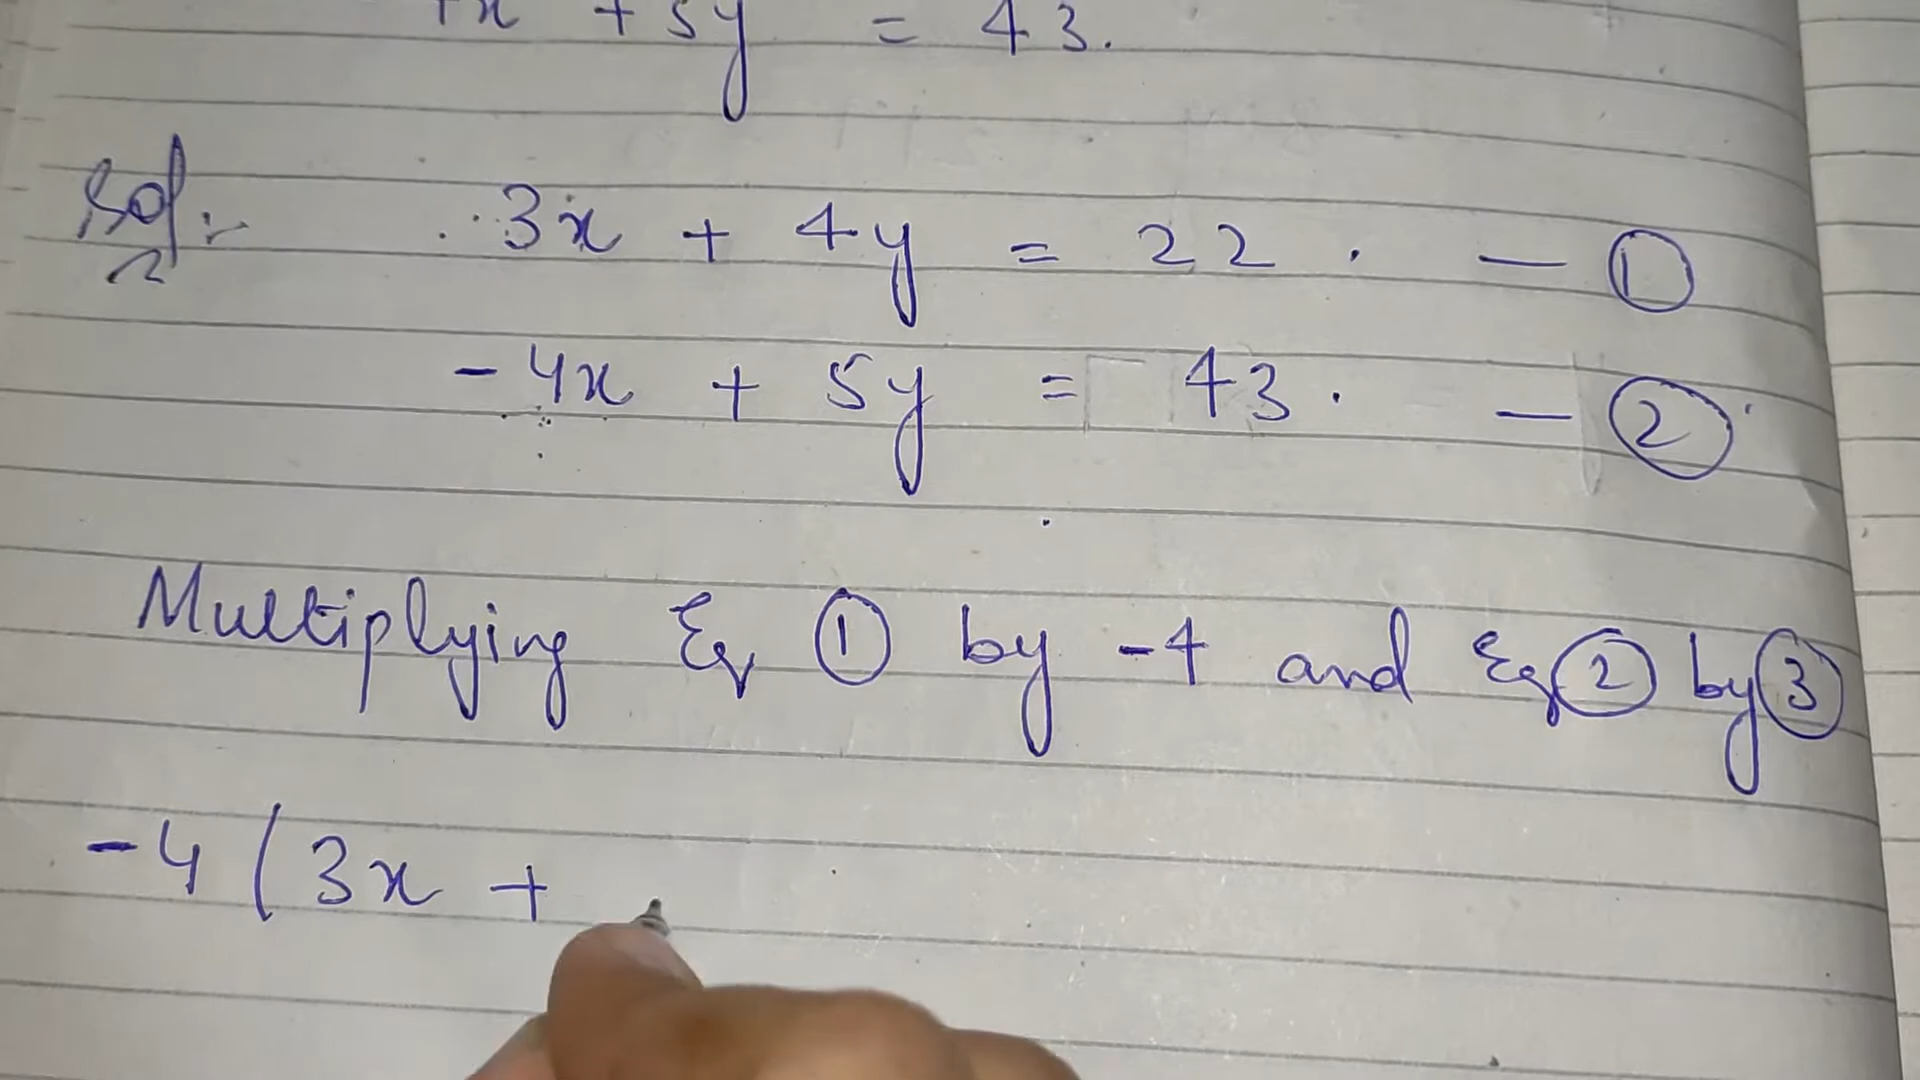 x + 5y = 43.
Sol:- 3x + 4y = 22. — ①
-4x + 5y = 43. — ②
Multiplying Eq ① by -4 and Eq ② by ③
-4 (3x +